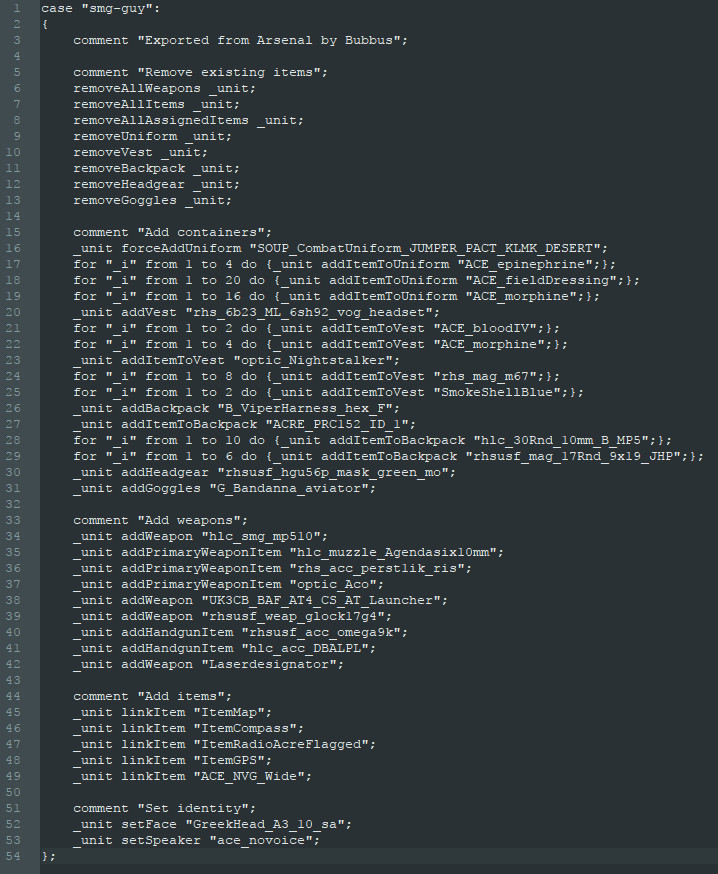 1 case "smg-guy":
2 {
3 comment "Exported from Arsenal by Bubbus";
4
5 comment "Remove existing items";
6 removeAllWeapons _unit;
7 removeAllItems _unit;
8 removeAllAssignedItems _unit;
9 removeUniform _unit;
10 removeVest _unit;
11 removeBackpack _unit;
12 removeHeadgear _unit;
13 removeGoggles _unit;
14
15 comment "Add containers";
16 _unit forceAddUniform "SOUP_CombatUniform_JUMPER_PACT_KLMK_DESERT";
17 for "_i" from 1 to 4 do {_unit addItemToUniform "ACE_epinephrine";};
18 for "_i" from 1 to 20 do {_unit addItemToUniform "ACE_fieldDressing";};
19 for "_i" from 1 to 16 do {_unit addItemToUniform "ACE_morphine";};
20 _unit addVest "rhs_6b23_ML_6sh92_vog_headset";
21 for "_i" from 1 to 2 do {_unit addItemToVest "ACE_bloodIV";};
22 for "_i" from 1 to 4 do {_unit addItemToVest "ACE_morphine";};
23 _unit addItemToVest "optic_Nightstalker";
24 for "_i" from 1 to 8 do {_unit addItemToVest "rhs_mag_m67";};
25 for "_i" from 1 to 2 do {_unit addItemToVest "SmokeShellBlue";};
26 _unit addBackpack "B_ViperHarness_hex_F";
27 _unit addItemToBackpack "ACRE_PRC152_ID_1";
28 for "_i" from 1 to 10 do {_unit addItemToBackpack "hlc_30Rnd_10mm_B_MP5";};
29 for "_i" from 1 to 6 do {_unit addItemToBackpack "rhsusf_mag_17Rnd_9x19_JHP";};
30 _unit addHeadgear "rhsusf_hgu56p_mask_green_mo";
31 _unit addGoggles "G_Bandanna_aviator";
32
33 comment "Add weapons";
34 _unit addWeapon "hlc_smg_mp510";
35 _unit addPrimaryWeaponItem "hlc_muzzle_Agendasix10mm";
36 _unit addPrimaryWeaponItem "rhs_acc_perst1ik_ris";
37 _unit addPrimaryWeaponItem "optic_Aco";
38 _unit addWeapon "UK3CB_BAF_AT4_CS_AT_Launcher";
39 _unit addWeapon "rhsusf_weap_glock17g4";
40 _unit addHandgunItem "rhsusf_acc_omega9k";
41 _unit addHandgunItem "hlc_acc_DBALPL";
42 _unit addWeapon "Laserdesignator";
43
44 comment "Add items";
45 _unit linkItem "ItemMap";
46 _unit linkItem "ItemCompass";
47 _unit linkItem "ItemRadioAcreFlagged";
48 _unit linkItem "ItemGPS";
49 _unit linkItem "ACE_NVG_Wide";
50
51 comment "Set identity";
52 _unit setFace "GreekHead_A3_10_sa";
53 _unit setSpeaker "ace_novoice";
54 };